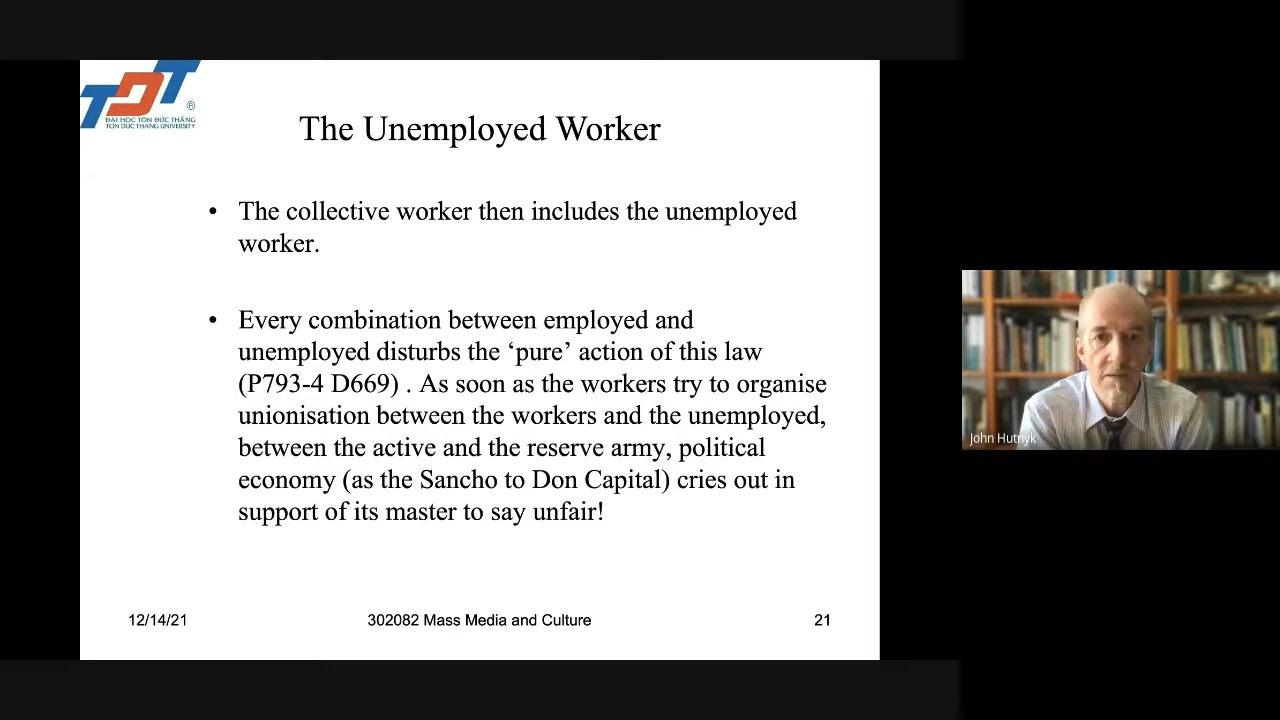 TDT
®
ĐẠI HỌC TÔN ĐỨC THẮNG
TON DUC THANG UNIVERSITY
The Unemployed Worker
• The collective worker then includes the unemployed
worker.
• Every combination between employed and
unemployed disturbs the ‘pure’ action of this law
(P793-4 D669) . As soon as the workers try to organise
unionisation between the workers and the unemployed,
between the active and the reserve army, political
economy (as the Sancho to Don Capital) cries out in
support of its master to say unfair!
John Hutnyk
12/14/21
302082 Mass Media and Culture
21